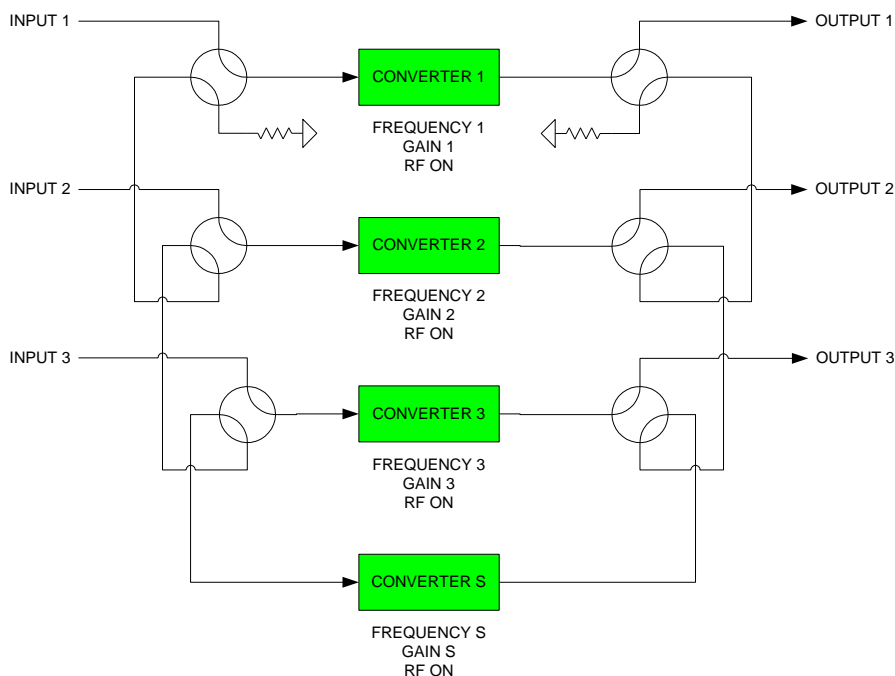 INPUT 1
OUTPUT 1
CONVERTER 1
FREQUENCY 1
GAIN 1
RF ON
INPUT 2
OUTPUT 2
CONVERTER 2
FREQUENCY 2
GAIN 2
RF ON
INPUT 3
OUTPUT 3
CONVERTER 3
FREQUENCY 3
GAIN 3
RF ON
CONVERTER S
FREQUENCY S
GAIN S
RF ON